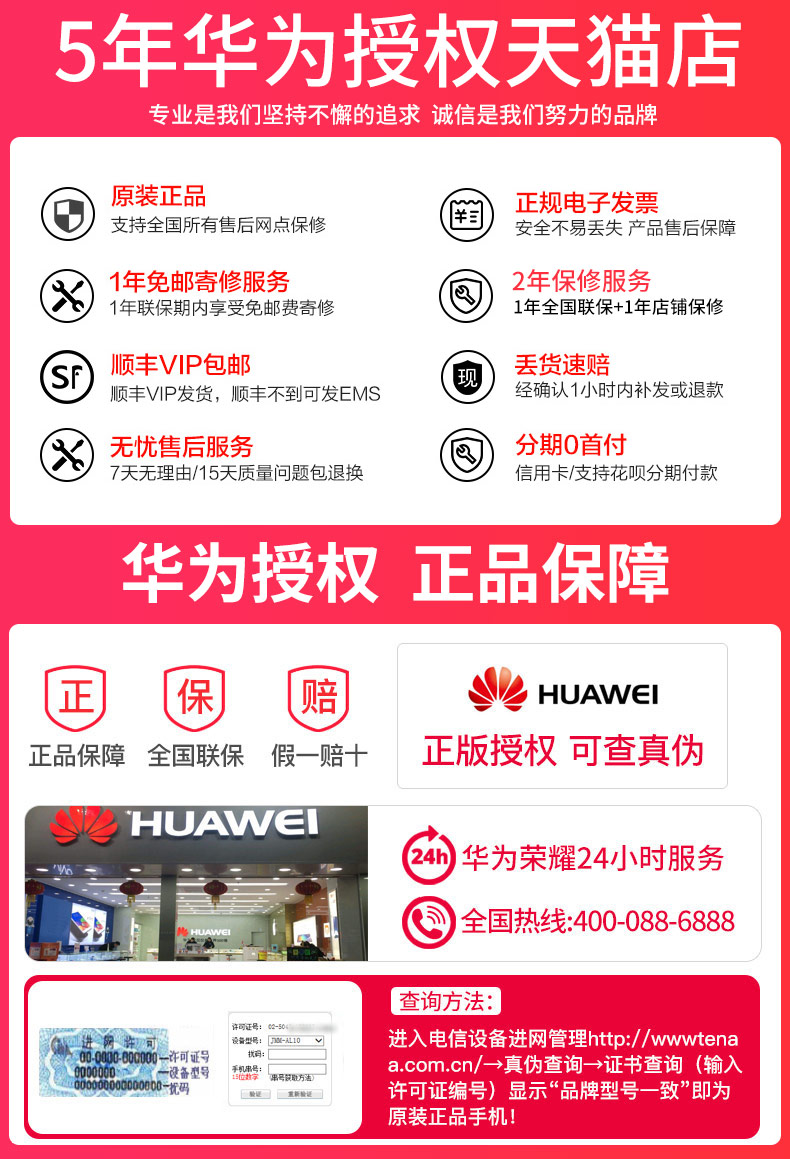 5年华为授权天猫店
专业是我们坚持不懈的追求 诚信是我们努力的品牌
原装正品
支持全国所有售后网点保修
正规电子发票
安全不易丢失 产品售后保障
1年免邮寄修服务
1年联保期内享受免邮费寄修
2年保修服务
1年全国联保+1年店铺保修
SF
顺丰VIP包邮
顺丰VIP发货，顺丰不到可发EMS
现
丢货速赔
经确认1小时内补发或退款
无忧售后服务
7天无理由/15天质量问题包退换
分期0首付
信用卡/支持花呗分期付款
华为授权 正品保障
正
保
赔
正品保障
全国联保
假一赔十
HUAWEI
正版授权 可查真伪
HUAWEI
HUAWEI
24h 华为荣耀24小时服务
全国热线:400-088-6888
查询方法：
进入电信设备进网管理http://wwwtena
a.com.cn/→真伪查询→证书查询（输入
许可证编号）显示“品牌型号一致”即为
原装正品手机！
进网许可
00-0000-000000—许可证号
0000000—设备型号
000000000000000—扰码
许可证号: 02-504
设备型号: JMM-AL10
扰码:
手机串号:
15位数字 (串号获取方法)
验证 重新验证